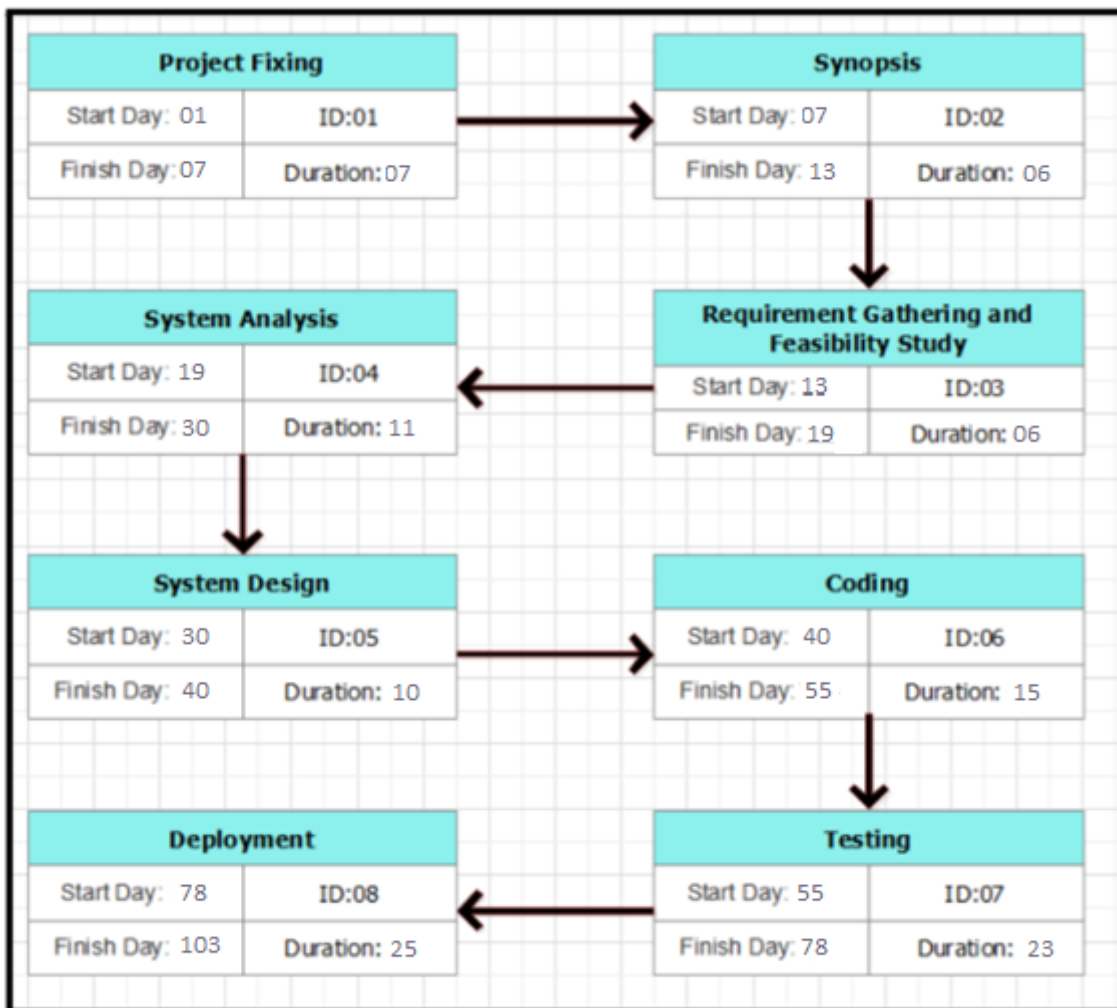 Project Fixing
Start Day: 01 ID:01
Finish Day: 07 Duration: 07
Synopsis
Start Day: 07 ID:02
Finish Day: 13 Duration: 06
Requirement Gathering and
Feasibility Study
Start Day: 13 ID:03
Finish Day: 19 Duration: 06
System Analysis
Start Day: 19 ID:04
Finish Day: 30 Duration: 11
System Design
Start Day: 30 ID:05
Finish Day: 40 Duration: 10
Coding
Start Day: 40 ID:06
Finish Day: 55 Duration: 15
Testing
Start Day: 55 ID:07
Finish Day: 78 Duration: 23
Deployment
Start Day: 78 ID:08
Finish Day: 103 Duration: 25